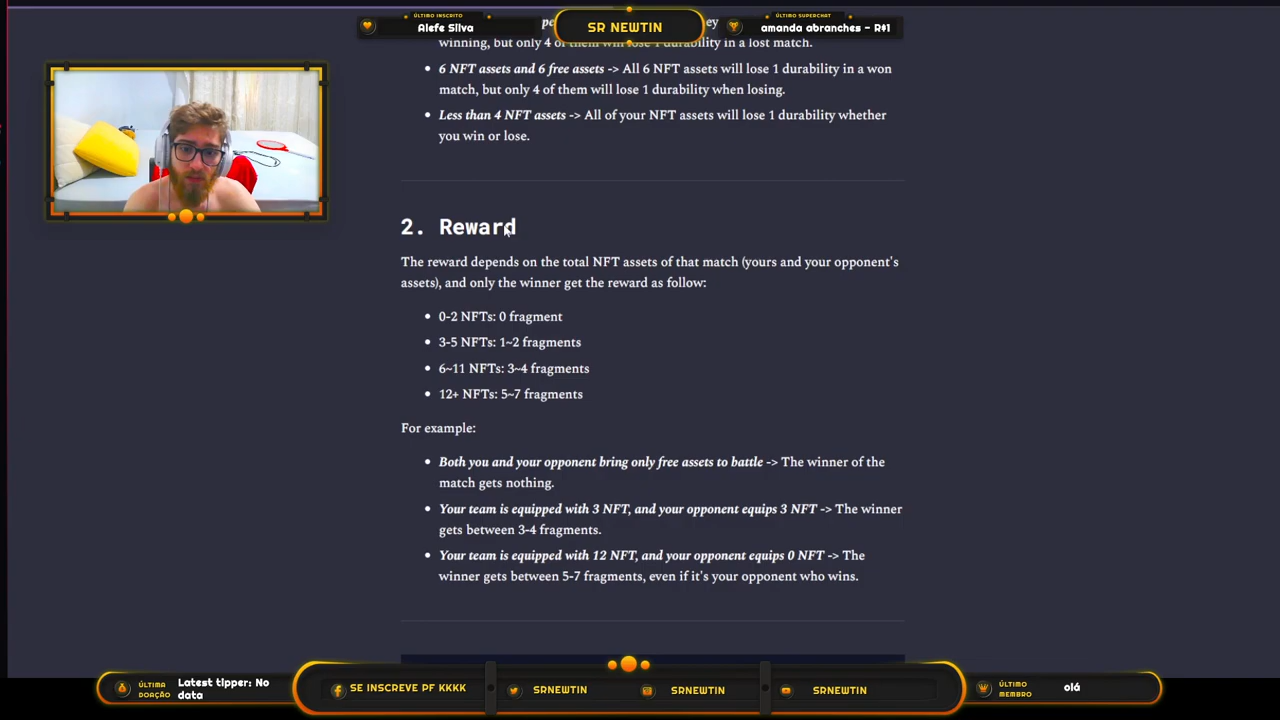 ÚLTIMO INSCRITO
Alefe Silva
SR NEWTIN
ÚLTIMO SUPERCHAT
amanda abranches - R$1
winning, but only 4 of them will lose 1 durability in a lost match.
6 NFT assets and 6 free assets -> All 6 NFT assets will lose 1 durability in a won
match, but only 4 of them will lose 1 durability when losing.
Less than 4 NFT assets -> All of your NFT assets will lose 1 durability whether
you win or lose.
2. Reward
The reward depends on the total NFT assets of that match (yours and your opponent's
assets), and only the winner get the reward as follow:
0-2 NFTs: 0 fragment
3-5 NFTs: 1~2 fragments
6~11 NFTs: 3~4 fragments
12+ NFTs: 5~7 fragments
For example:
Both you and your opponent bring only free assets to battle -> The winner of the
match gets nothing.
Your team is equipped with 3 NFT, and your opponent equips 3 NFT -> The winner
gets between 3-4 fragments.
Your team is equipped with 12 NFT, and your opponent equips 0 NFT -> The
winner gets between 5-7 fragments, even if it's your opponent who wins.
ÚLTIMA
DOAÇÃO
Latest tipper: No
data
SE INSCREVE PF KKKK
SRNEWTIN
SRNEWTIN
SRNEWTIN
ÚLTIMO
MEMBRO
olá